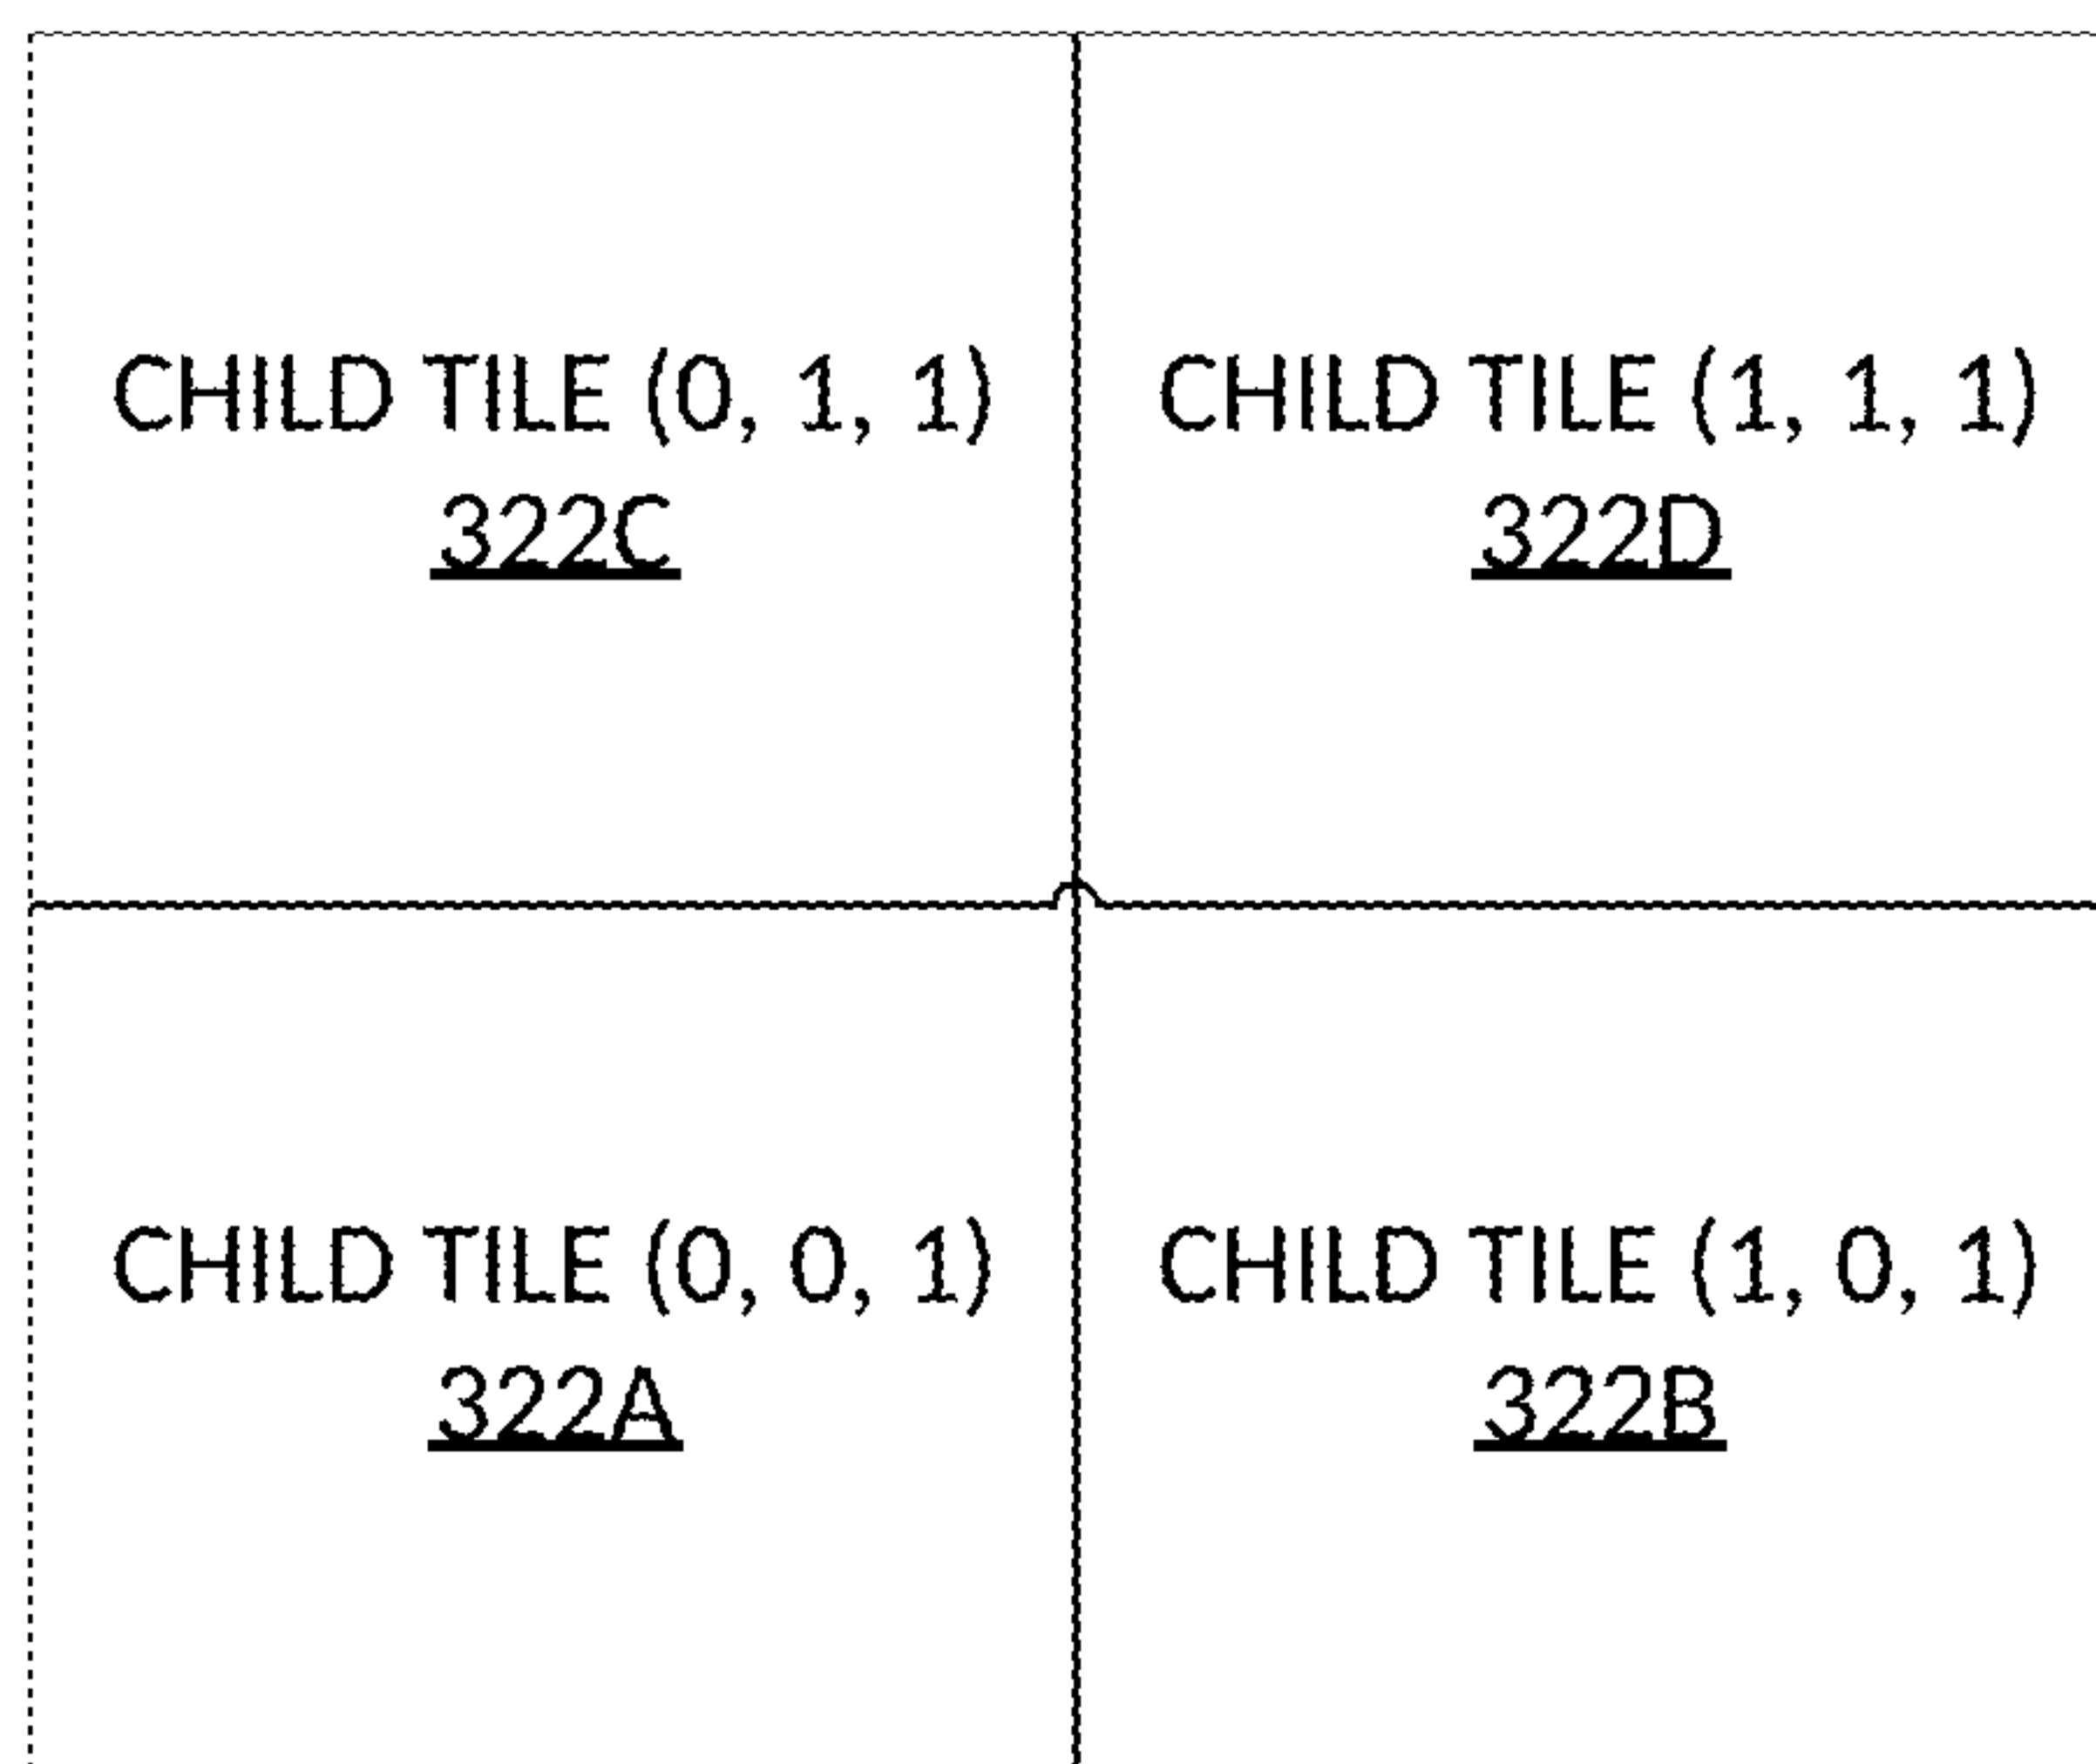 CHILD TILE (0, 1, 1)
322C
CHILD TILE (1, 1, 1)
322D
CHILD TILE (0, 0, 1)
322A
CHILD TILE (1, 0, 1)
322B